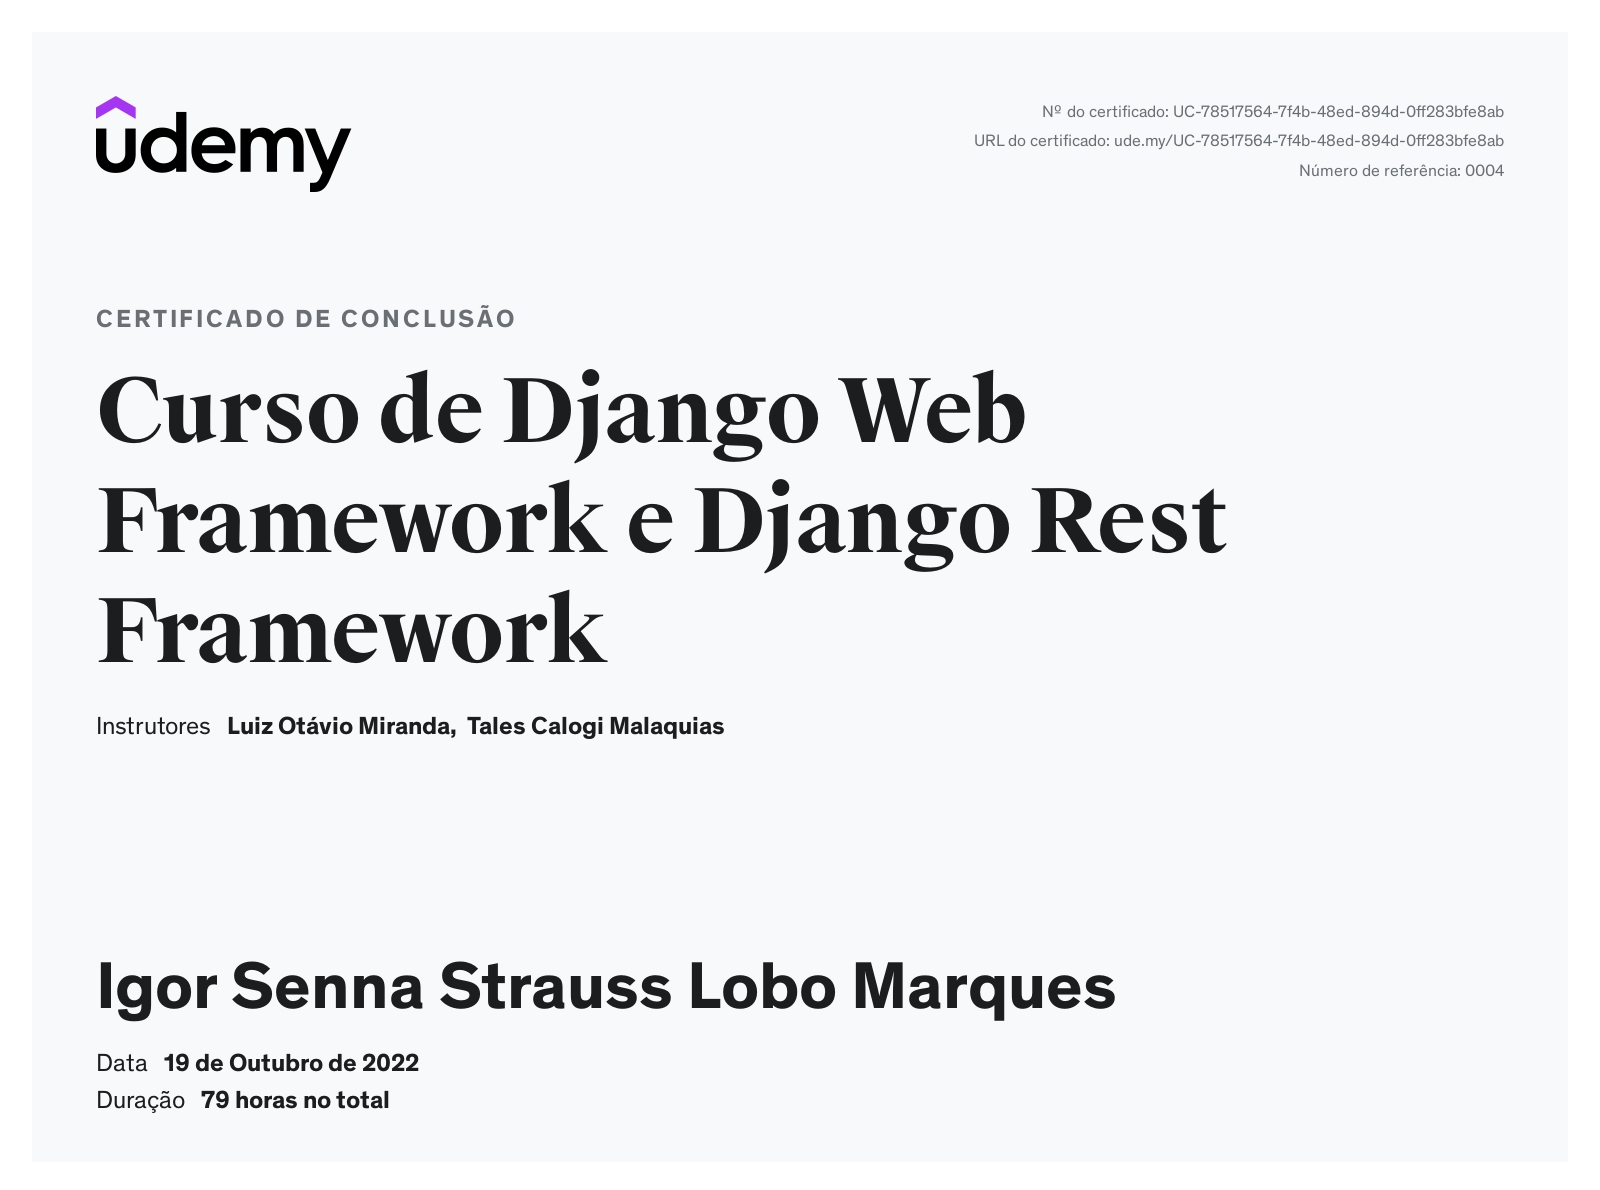 udemy
Nº do certificado: UC-78517564-7f4b-48ed-894d-0ff283bfe8ab
URL do certificado: ude.my/UC-78517564-7f4b-48ed-894d-0ff283bfe8ab
Número de referência: 0004
CERTIFICADO DE CONCLUSÃO
Curso de Django Web
Framework e Django Rest
Framework
Instrutores Luiz Otávio Miranda, Tales Calogi Malaquias
Igor Senna Strauss Lobo Marques
Data 19 de Outubro de 2022
Duração 79 horas no total